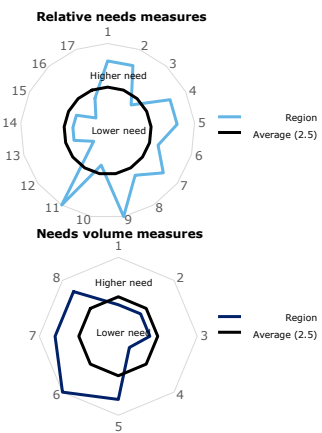 Relative needs measures
1
17 2
16 3
Higher need
15 4
14 5
Region
Lower need
Average (2.5)
13 6
12 7
11 8
10 9
Needs volume measures
1
8 2
Higher need
Region
7 Lower need 3
Average (2.5)
6 4
5